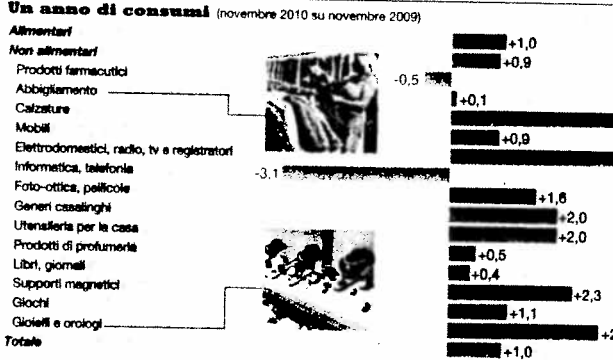 Un anno di consumi (novembre 2010 su novembre 2009)
Alimentari +1,0
Non alimentari +0,9
Prodotti farmacutici -0,5
Abbigliamento +0,1
Calzature
Mobili +0,9
Elettrodomestici, radio, tv e registratori
Informatica, telefonia -3,1
Foto-ottica, pellicole +1,6
Generi casalinghi +2,0
Utensileria per la casa +2,0
Prodotti di profumeria +0,5
Libri, giornali +0,4
Supporti magnetici +2,3
Giochi +1,1
Gioielli e orologi
Totale +1,0